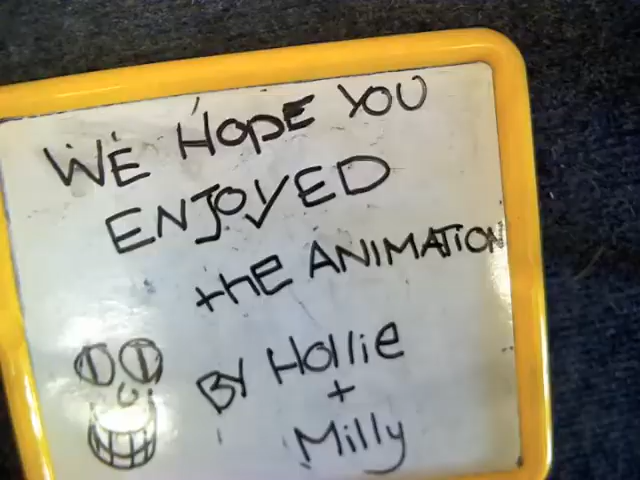 WE HOPE YOU
ENJOYED
tHE ANIMATiON
BY Hollie
+
Milly